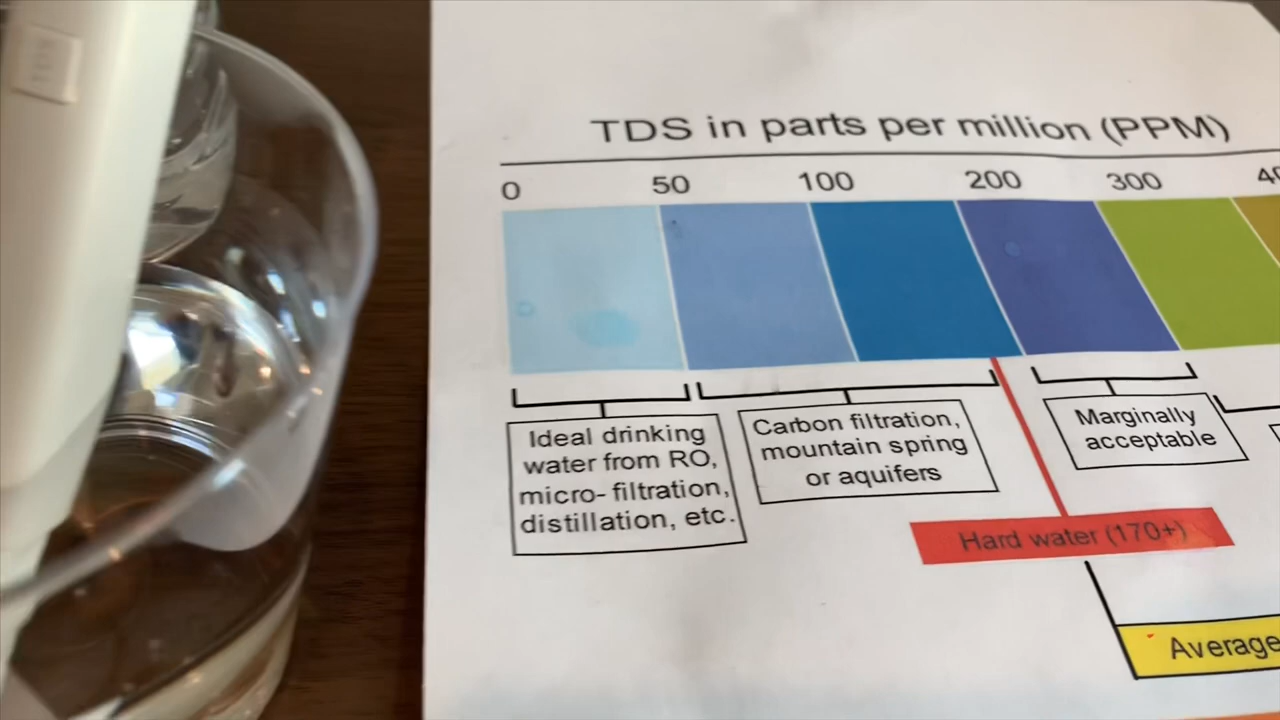 TDS in parts per million (PPM)
0 50 100 200 300 40
Ideal drinking
water from RO,
micro- filtration,
distillation, etc.
Carbon filtration,
mountain spring
or aquifers
Marginally
acceptable
Hard water (170+)
Average